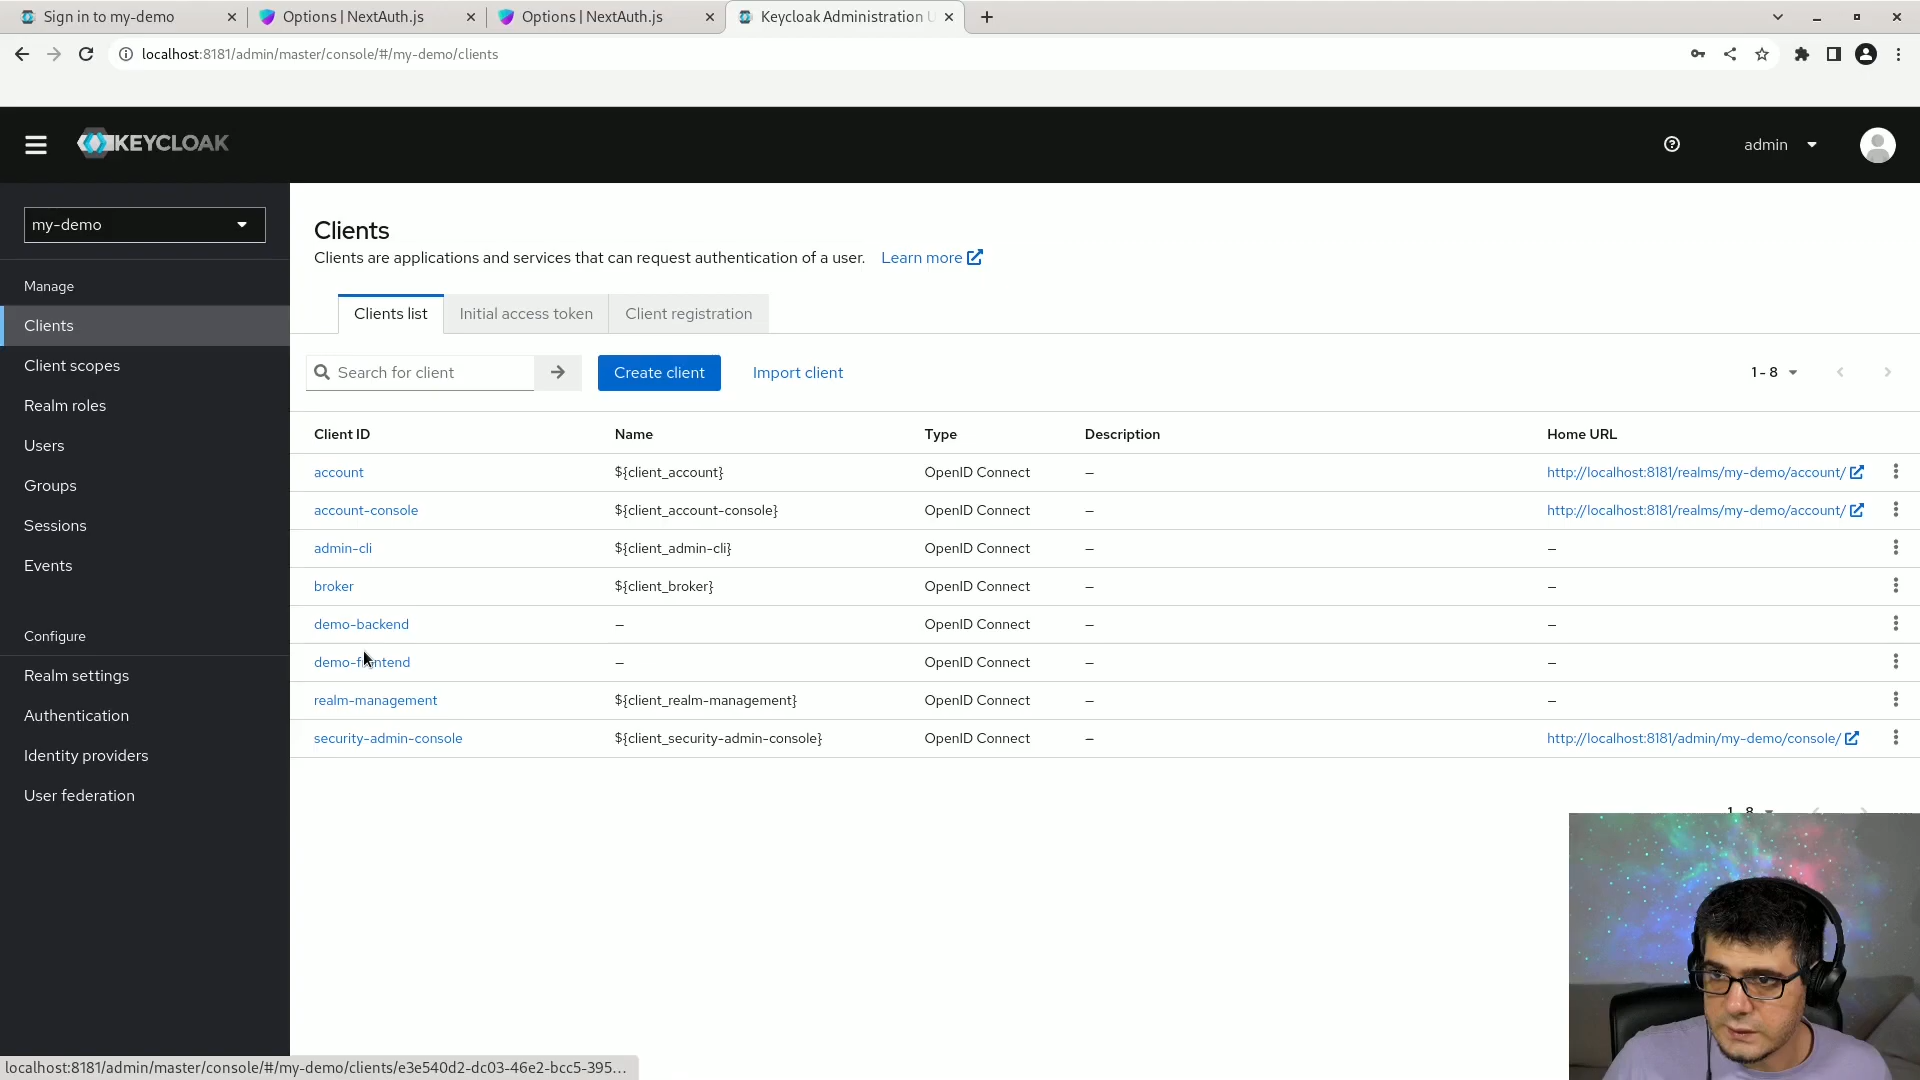 Sign in to my-demo
Options | NextAuth.js
Options | NextAuth.js
Keycloak Administration U
localhost:8181/admin/master/console/#/my-demo/clients
KEYCLOAK
admin
my-demo
Manage
Clients
Client scopes
Realm roles
Users
Groups
Sessions
Events
Configure
Realm settings
Authentication
Identity providers
User federation
Clients
Clients are applications and services that can request authentication of a user. Learn more
Clients list Initial access token Client registration
Search for client Create client Import client 1 - 8
Client ID Name Type Description Home URL
account ${client_account} OpenID Connect – http://localhost:8181/realms/my-demo/account/
account-console ${client_account-console} OpenID Connect – http://localhost:8181/realms/my-demo/account/
admin-cli ${client_admin-cli} OpenID Connect – –
broker ${client_broker} OpenID Connect – –
demo-backend – OpenID Connect – –
demo-frontend – OpenID Connect – –
realm-management ${client_realm-management} OpenID Connect – –
security-admin-console ${client_security-admin-console} OpenID Connect – http://localhost:8181/admin/my-demo/console/
1 - 8
localhost:8181/admin/master/console/#/my-demo/clients/e3e540d2-dc03-46e2-bcc5-395...